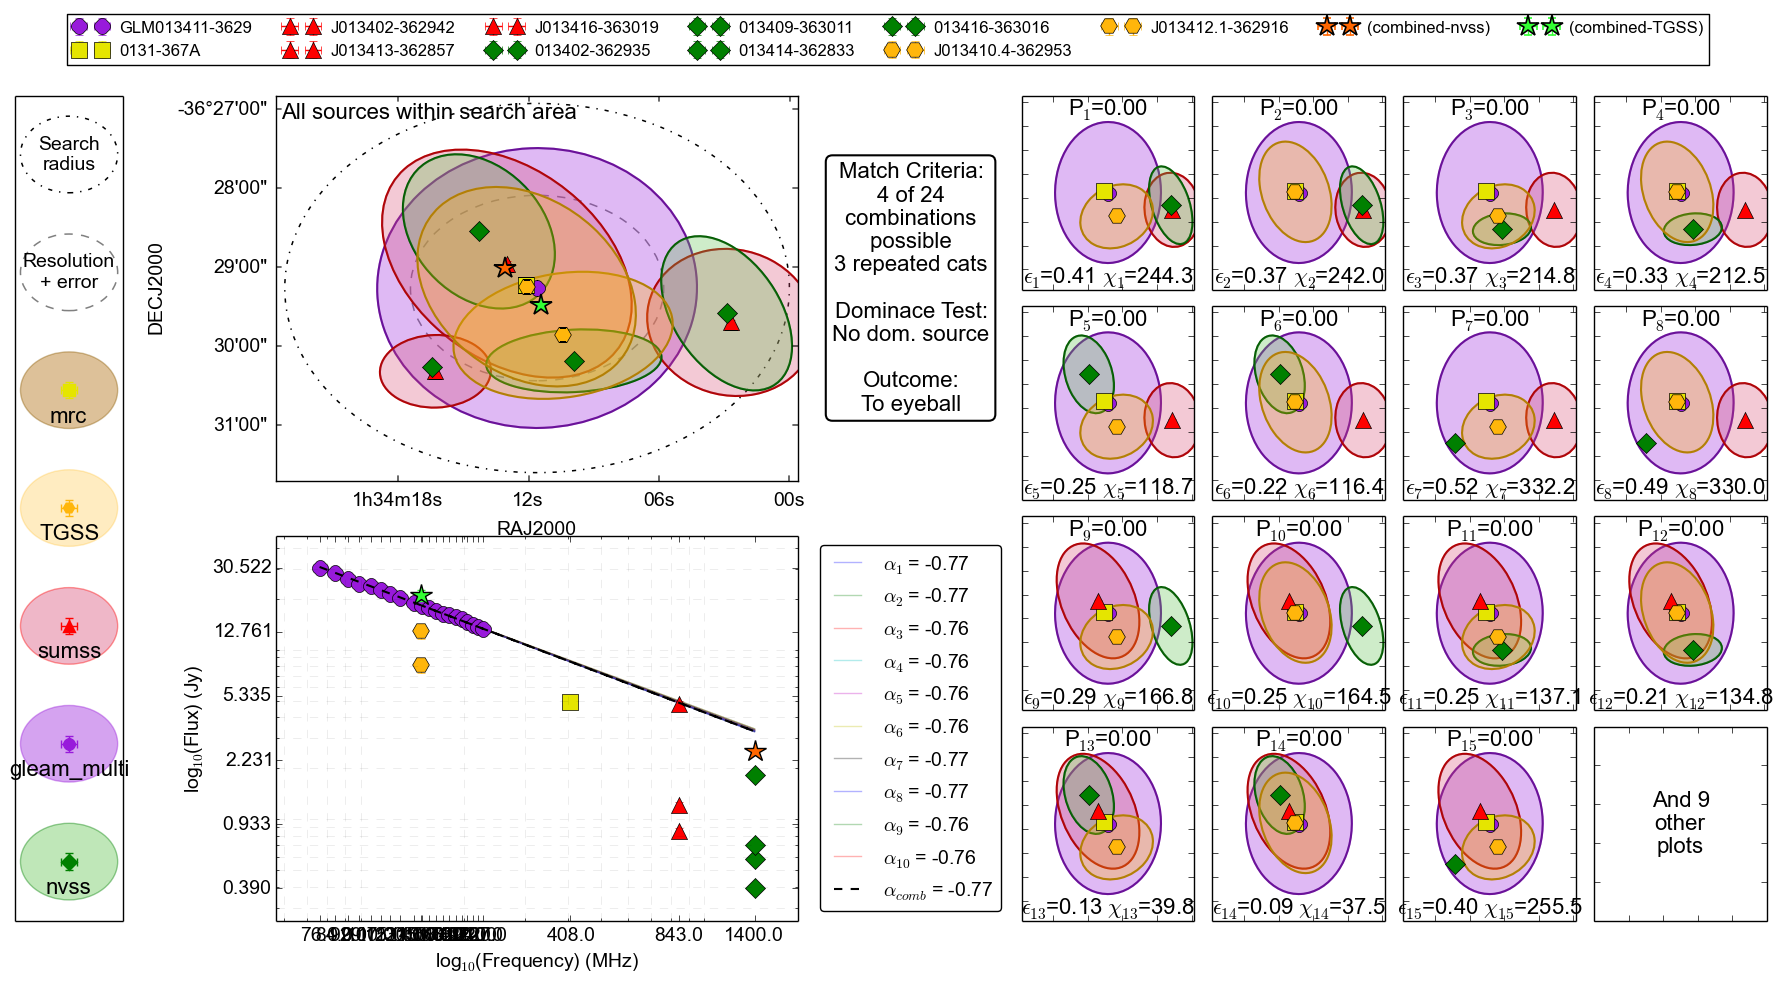 GLM013411-3629 J013402-362942 J013416-363019 013409-363011 013416-363016 J013412.1-362916 (combined-nvss) (combined-TGSS)
0131-367A J013413-362857 013402-362935 013414-362833 J013410.4-362953
Search
radius
Resolution
+ error
mrc
TGSS
sumss
gleam_multi
nvss
All sources within search area
-36°27'00"
28'00"
29'00"
30'00"
31'00"
DECJ2000
1h34m18s 12s 06s 00s
RAJ2000
Match Criteria:
4 of 24
combinations
possible
3 repeated cats
Dominace Test:
No dom. source
Outcome:
To eyeball
30.522
12.761
5.335
2.231
0.933
0.390
log10(Flux) (Jy)
408.0 843.0 1400.0
log10(Frequency) (MHz)
α1 = -0.77
α2 = -0.77
α3 = -0.76
α4 = -0.76
α5 = -0.76
α6 = -0.76
α7 = -0.77
α8 = -0.77
α9 = -0.76
α10 = -0.76
αcomb = -0.77
P1=0.00 P2=0.00 P3=0.00 P4=0.00
ϵ1=0.41 χ1=244.3 ϵ2=0.37 χ2=242.0 ϵ3=0.37 χ3=214.8 ϵ4=0.33 χ4=212.5
P5=0.00 P6=0.00 P7=0.00 P8=0.00
ϵ5=0.25 χ5=118.7 ϵ6=0.22 χ6=116.4 ϵ7=0.52 χ7=332.2 ϵ8=0.49 χ8=330.0
P9=0.00 P10=0.00 P11=0.00 P12=0.00
ϵ9=0.29 χ9=166.8 ϵ10=0.25 χ10=164.5 ϵ11=0.25 χ11=137.1 ϵ12=0.21 χ12=134.8
P13=0.00 P14=0.00 P15=0.00
ϵ13=0.13 χ13=39.8 ϵ14=0.09 χ14=37.5 ϵ15=0.40 χ15=255.5
And 9
other
plots